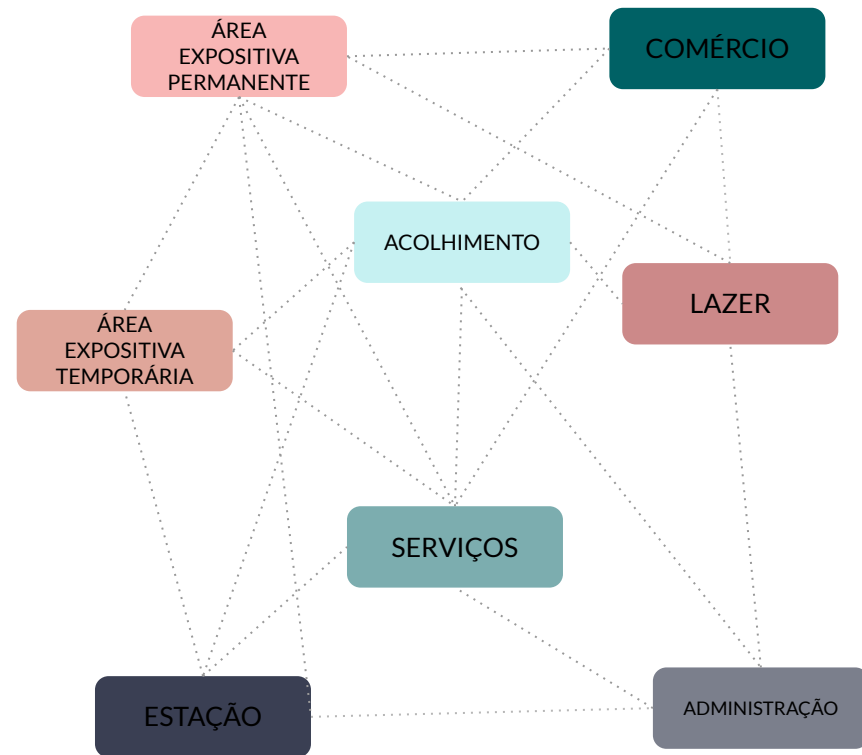 ÁREA
EXPOSITIVA
PERMANENTE
COMÉRCIO
ACOLHIMENTO
LAZER
ÁREA
EXPOSITIVA
TEMPORÁRIA
SERVIÇOS
ESTAÇÃO
ADMINISTRAÇÃO